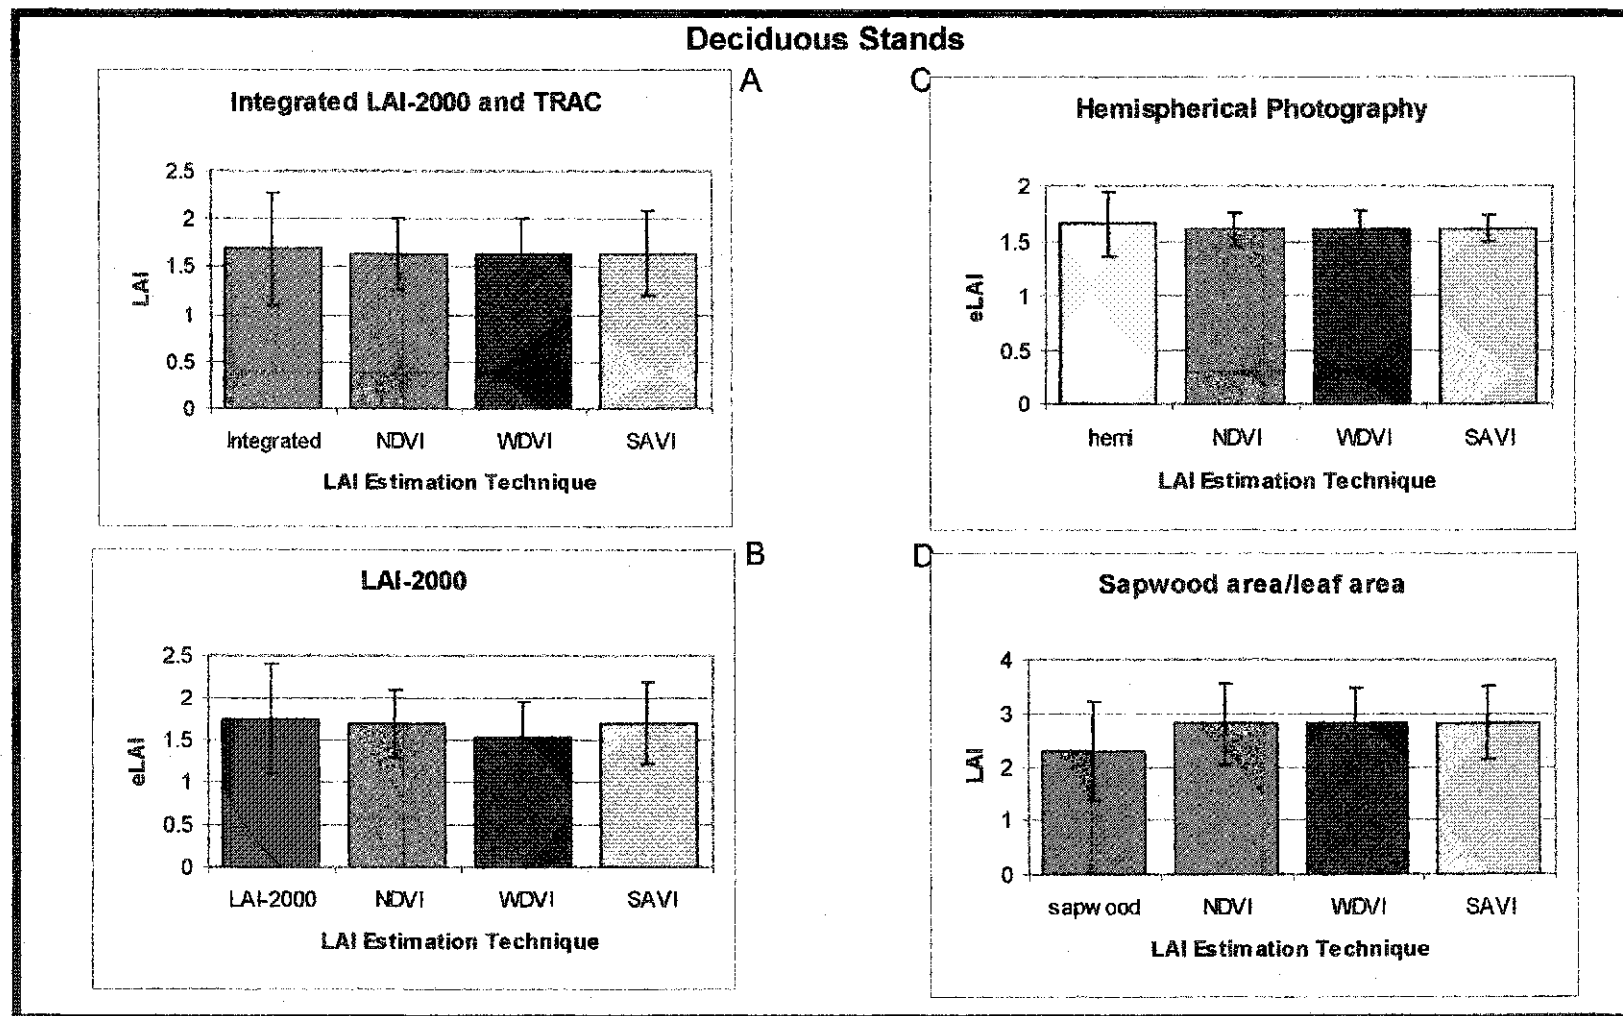 Deciduous Stands
A
Integrated LAI-2000 and TRAC
2.5
2
1.5
1
0.5
0
LAI
Integrated NDVI WDVI SAVI
LAI Estimation Technique
B
LAI-2000
2.5
2
1.5
1
0.5
0
eLAI
LAI-2000 NDVI WDVI SAVI
LAI Estimation Technique
C
Hemispherical Photography
2
1.5
1
0.5
0
eLAI
hemi NDVI WDVI SAVI
LAI Estimation Technique
D
Sapwood area/leaf area
4
3
2
1
0
LAI
sapwood NDVI WDVI SAVI
LAI Estimation Technique